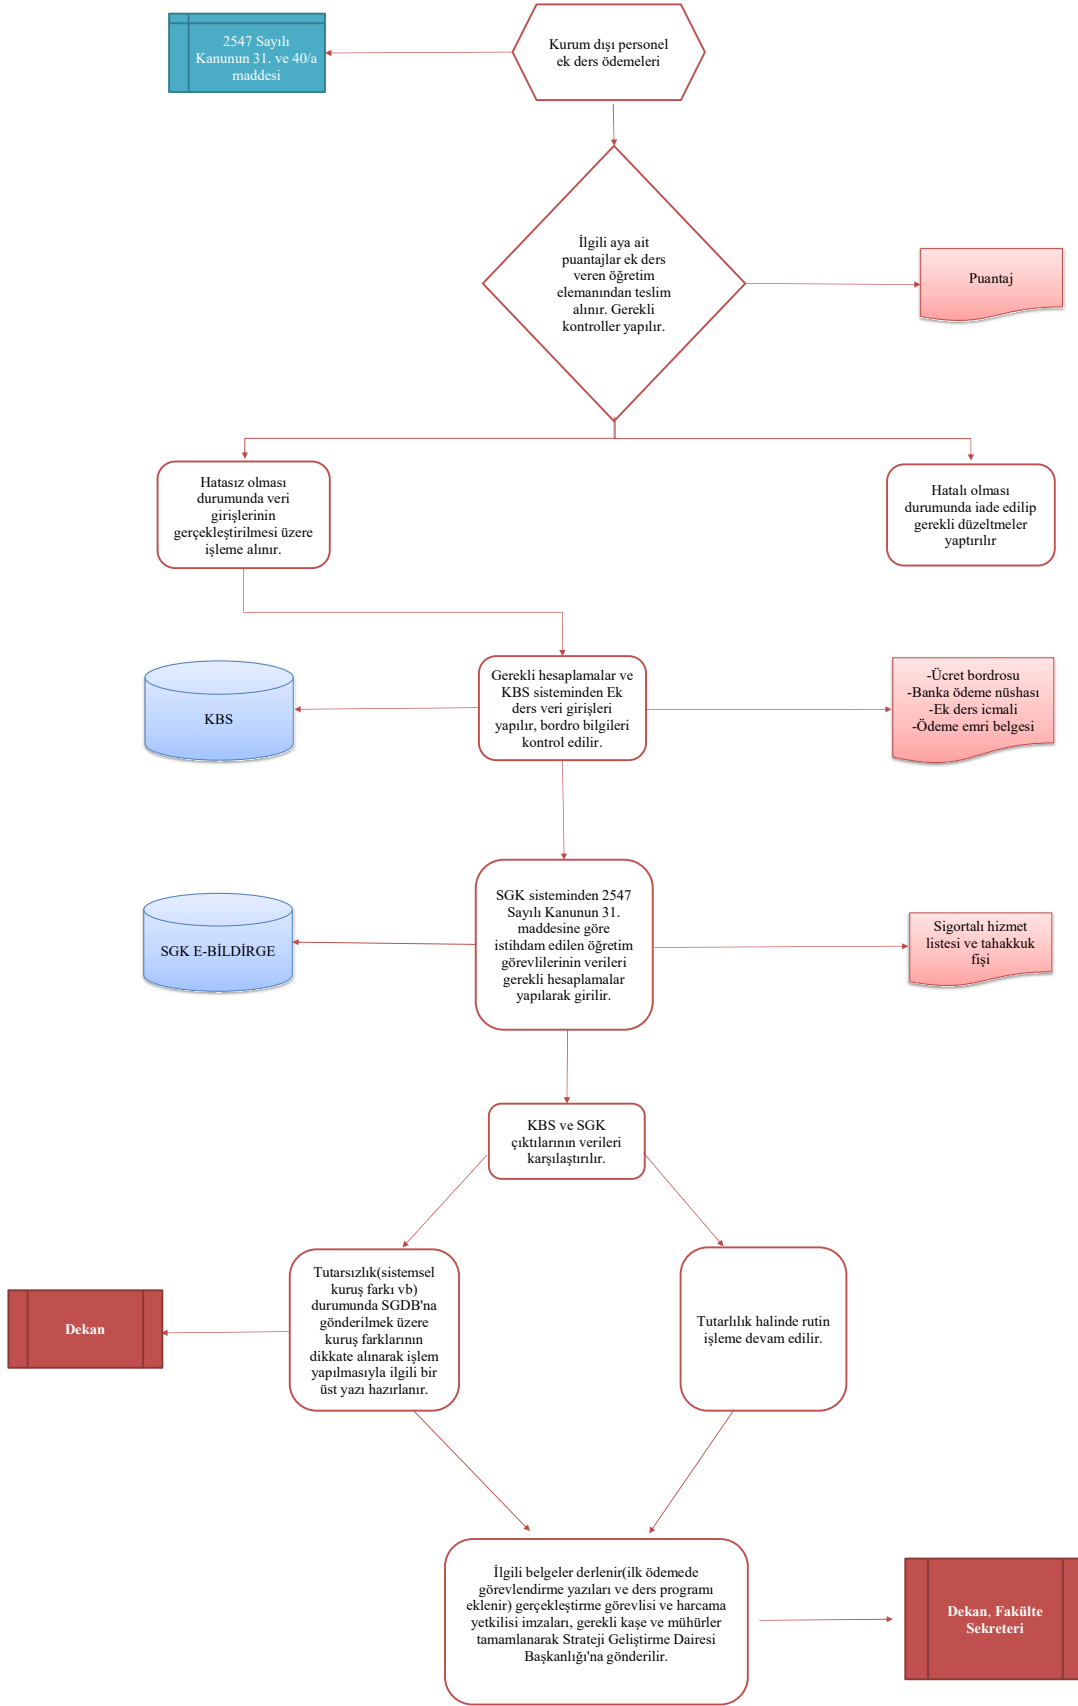 2547 Sayılı
Kanunun 31. ve 40/a
maddesi
Kurum dışı personel
ek ders ödemeleri
İlgili aya ait
puantajlar ek ders
veren öğretim
elemanından teslim
alınır. Gerekli
kontroller yapılır.
Puantaj
Hatasız olması
durumunda veri
girişlerinin
gerçekleştirilmesi üzere
işleme alınır.
Hatalı olması
durumunda iade edilip
gerekli düzeltmeler
yaptırılır
KBS
Gerekli hesaplamalar ve
KBS sisteminden Ek
ders veri girişleri
yapılır, bordro bilgileri
kontrol edilir.
-Ücret bordrosu
-Banka ödeme nüshası
-Ek ders icmali
-Ödeme emri belgesi
SGK E-BİLDİRGE
SGK sisteminden 2547
Sayılı Kanunun 31.
maddesine göre
istihdam edilen öğretim
görevlilerinin verileri
gerekli hesaplamalar
yapılarak girilir.
Sigortalı hizmet
listesi ve tahakkuk
fişi
KBS ve SGK
çıktılarının verileri
karşılaştırılır.
Dekan
Tutarsızlık(sistemsel
kuruş farkı vb)
durumunda SGDB'na
gönderilmek üzere
kuruş farklarının
dikkate alınarak işlem
yapılmasıyla ilgili bir
üst yazı hazırlanır.
Tutarlılık halinde rutin
işleme devam edilir.
İlgili belgeler derlenir(ilk ödemede
görevlendirme yazıları ve ders programı
eklenir) gerçekleştirme görevlisi ve harcama
yetkilisi imzaları, gerekli kaşe ve mühürler
tamamlanarak Strateji Geliştirme Dairesi
Başkanlığı'na gönderilir.
Dekan, Fakülte
Sekreteri